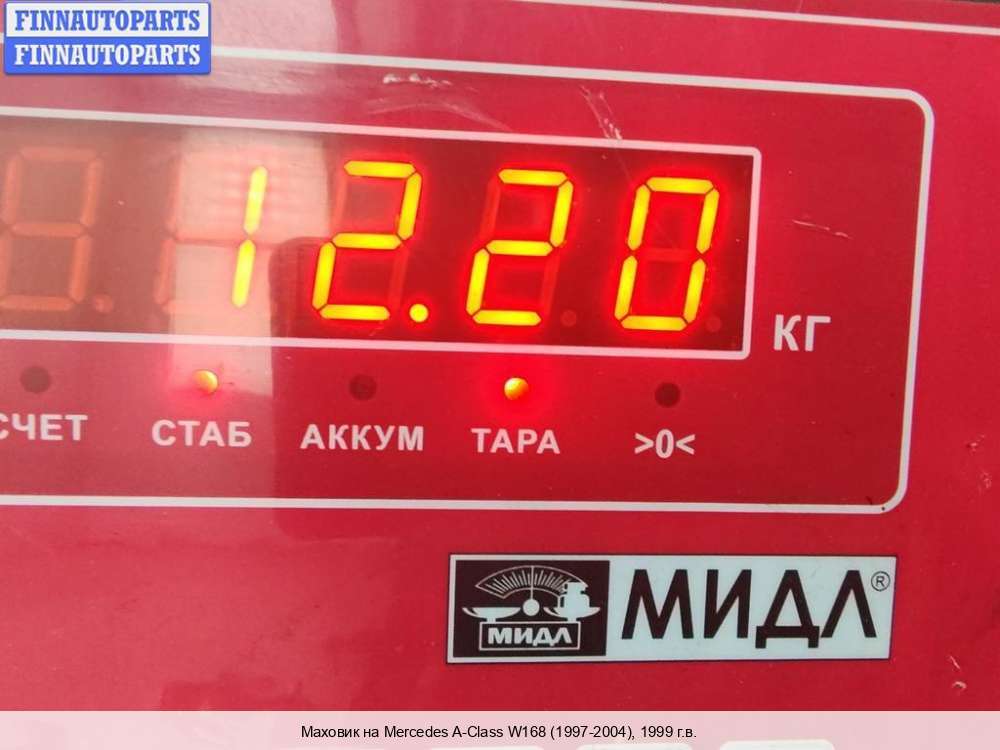 FINNAUTOPARTS
FINNAUTOPARTS
12.20
КГ
СЧЕТ СТАБ АККУМ ТАРА >0<
МИДЛ МИДЛ®
Маховик на Mercedes A-Class W168 (1997-2004), 1999 г.в.